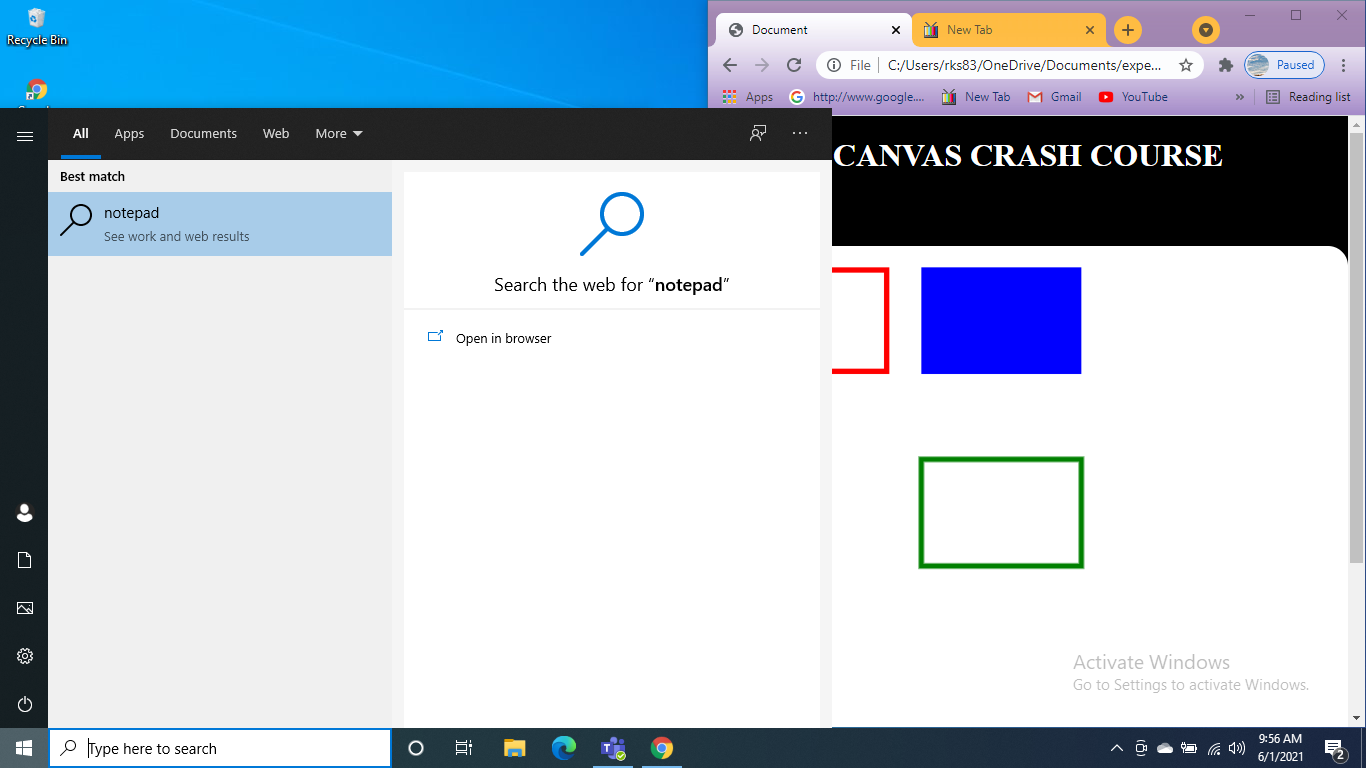 Recycle Bin
Document
New Tab
File
C:/Users/rks83/OneDrive/Documents/expe...
Paused
Apps
http://www.google....
New Tab
Gmail
YouTube
»
Reading list
All
Apps
Documents
Web
More
Best match
notepad
See work and web results
Search the web for “notepad”
Open in browser
CANVAS CRASH COURSE
Activate Windows
Go to Settings to activate Windows.
Type here to search
9:56 AM
6/1/2021
2